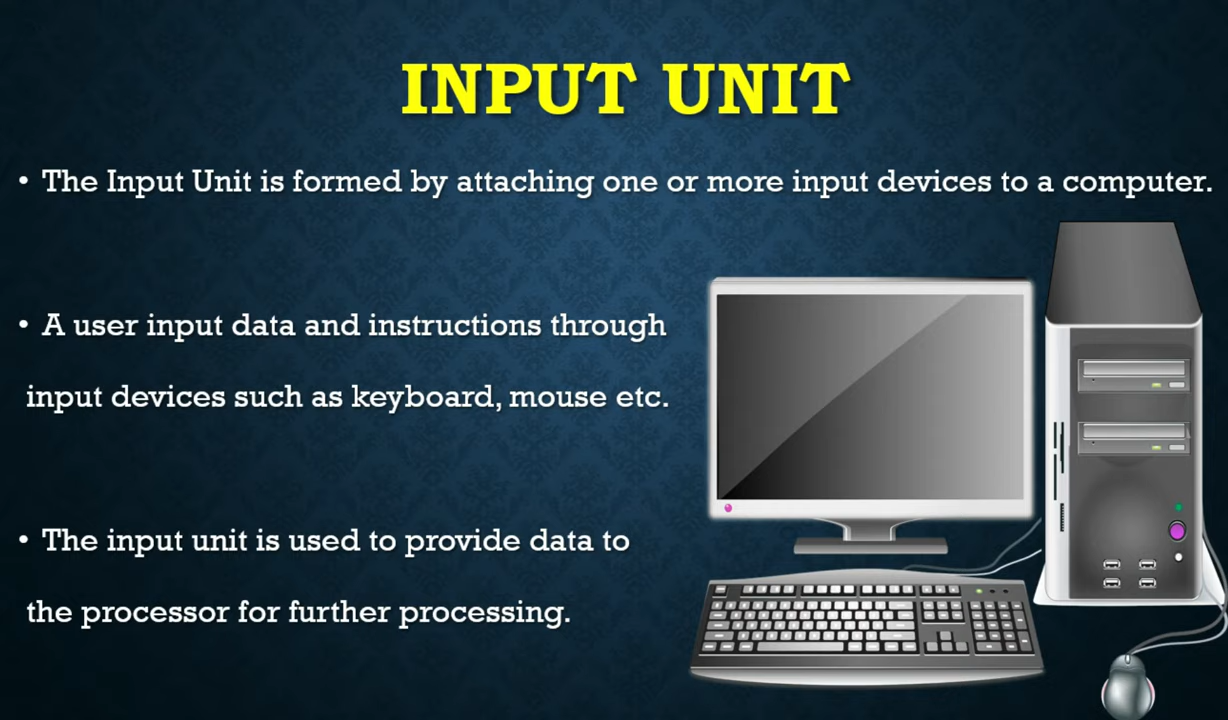 INPUT UNIT
• The Input Unit is formed by attaching one or more input devices to a computer.
• A user input data and instructions through
input devices such as keyboard, mouse etc.
• The input unit is used to provide data to
the processor for further processing.